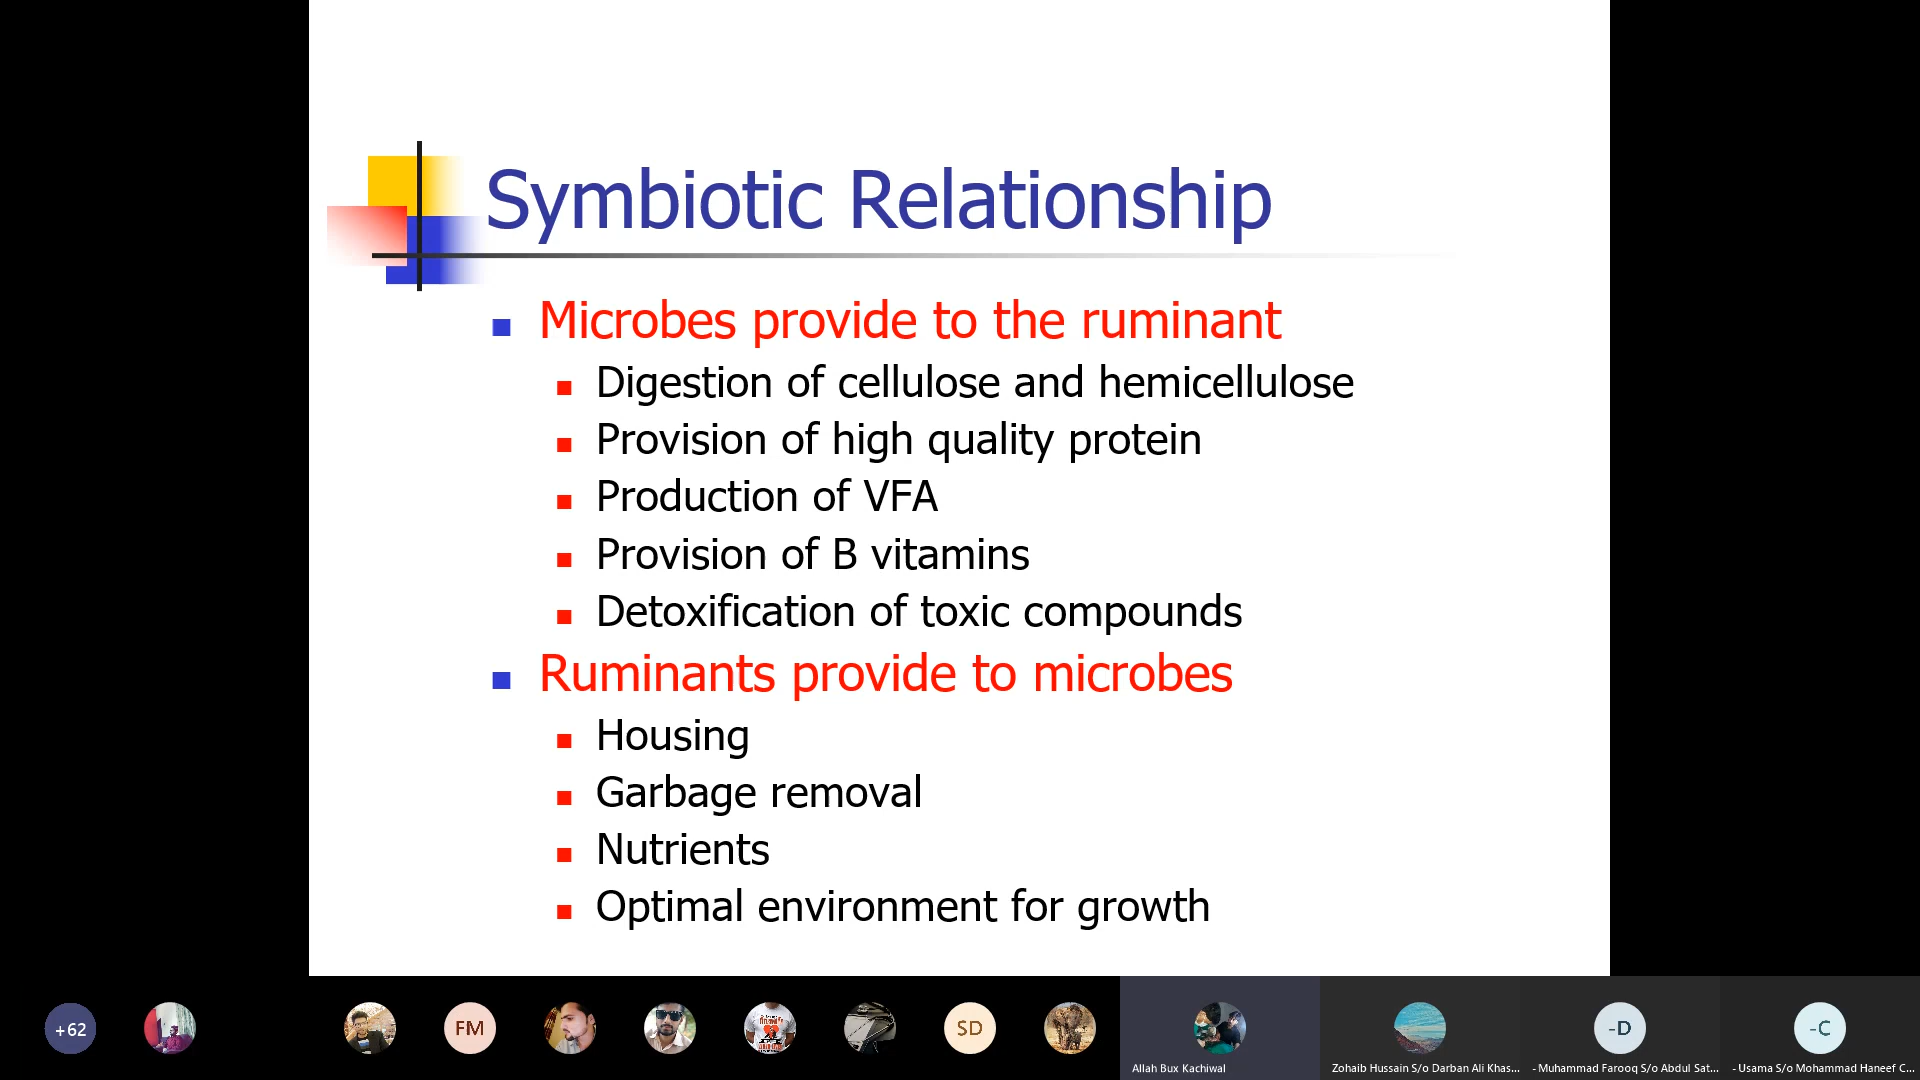 Symbiotic Relationship
Microbes provide to the ruminant
Digestion of cellulose and hemicellulose
Provision of high quality protein
Production of VFA
Provision of B vitamins
Detoxification of toxic compounds
Ruminants provide to microbes
Housing
Garbage removal
Nutrients
Optimal environment for growth
+62
FM
SD
-D
-C
Allah Bux Kachiwal
Zohaib Hussain S/o Darban Ali Khas...
- Muhammad Farooq S/o Abdul Sat...
- Usama S/o Mohammad Haneef C...